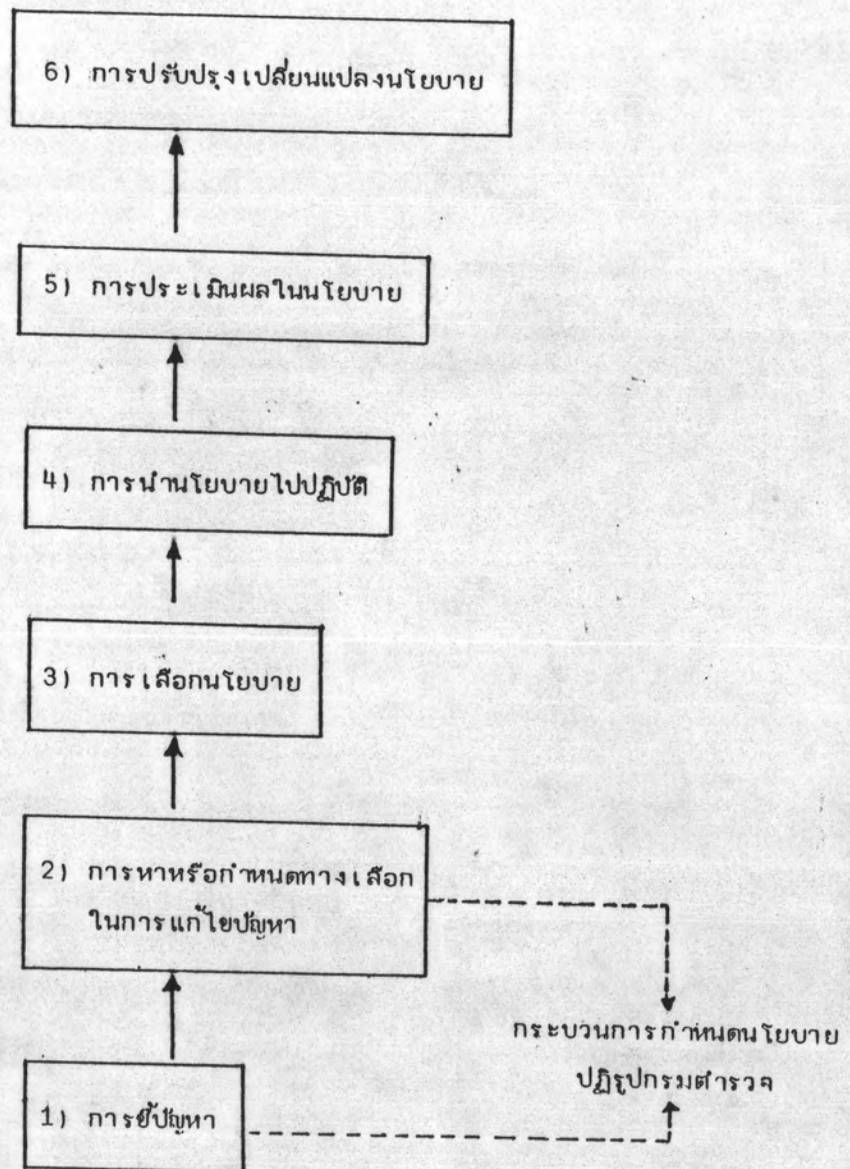 6) การปรับปรุงเปลี่ยนแปลงนโยบาย
5) การประเมินผลในนโยบาย
4) การนำนโยบายไปปฏิบัติ
3) การเลือกนโยบาย
2) การหาหรือกำหนดทางเลือก
ในการแก้ไขปัญหา
กระบวนการกำหนดนโยบาย
ปฏิรูปกรมตำรวจ
1) การชี้ปัญหา